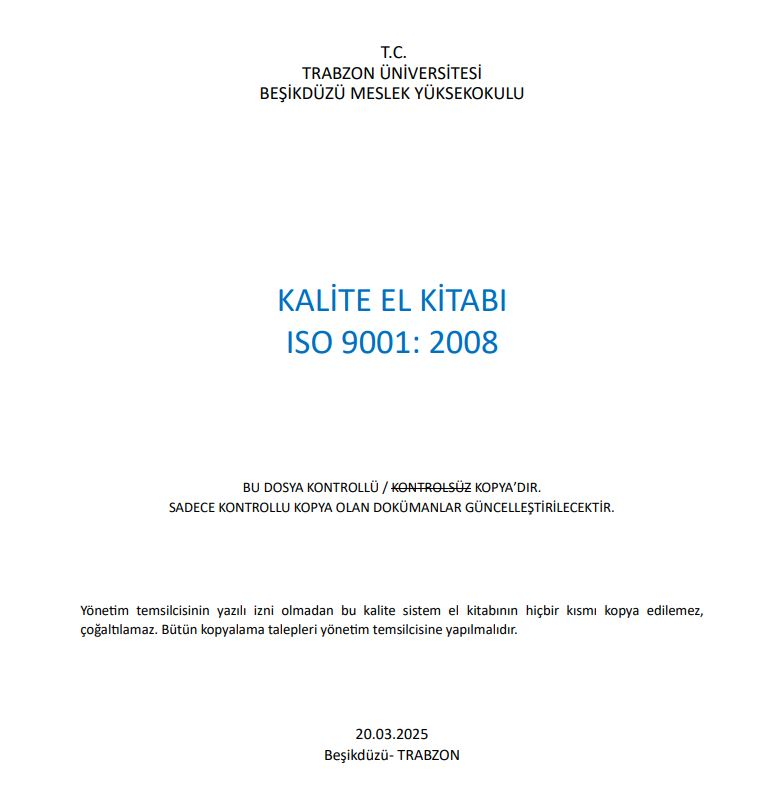 T.C.
TRABZON ÜNİVERSİTESİ
BEŞİKDÜZÜ MESLEK YÜKSEKOKULU
KALİTE EL KİTABI
ISO 9001: 2008
BU DOSYA KONTROLLÜ / KONTROLSÜZ KOPYA’DIR.
SADECE KONTROLLU KOPYA OLAN DOKÜMANLAR GÜNCELLEŞTİRİLECEKTİR.
Yönetim temsilcisinin yazılı izni olmadan bu kalite sistem el kitabının hiçbir kısmı kopya edilemez,
çoğaltılamaz. Bütün kopyalama talepleri yönetim temsilcisine yapılmalıdır.
20.03.2025
Beşikdüzü- TRABZON